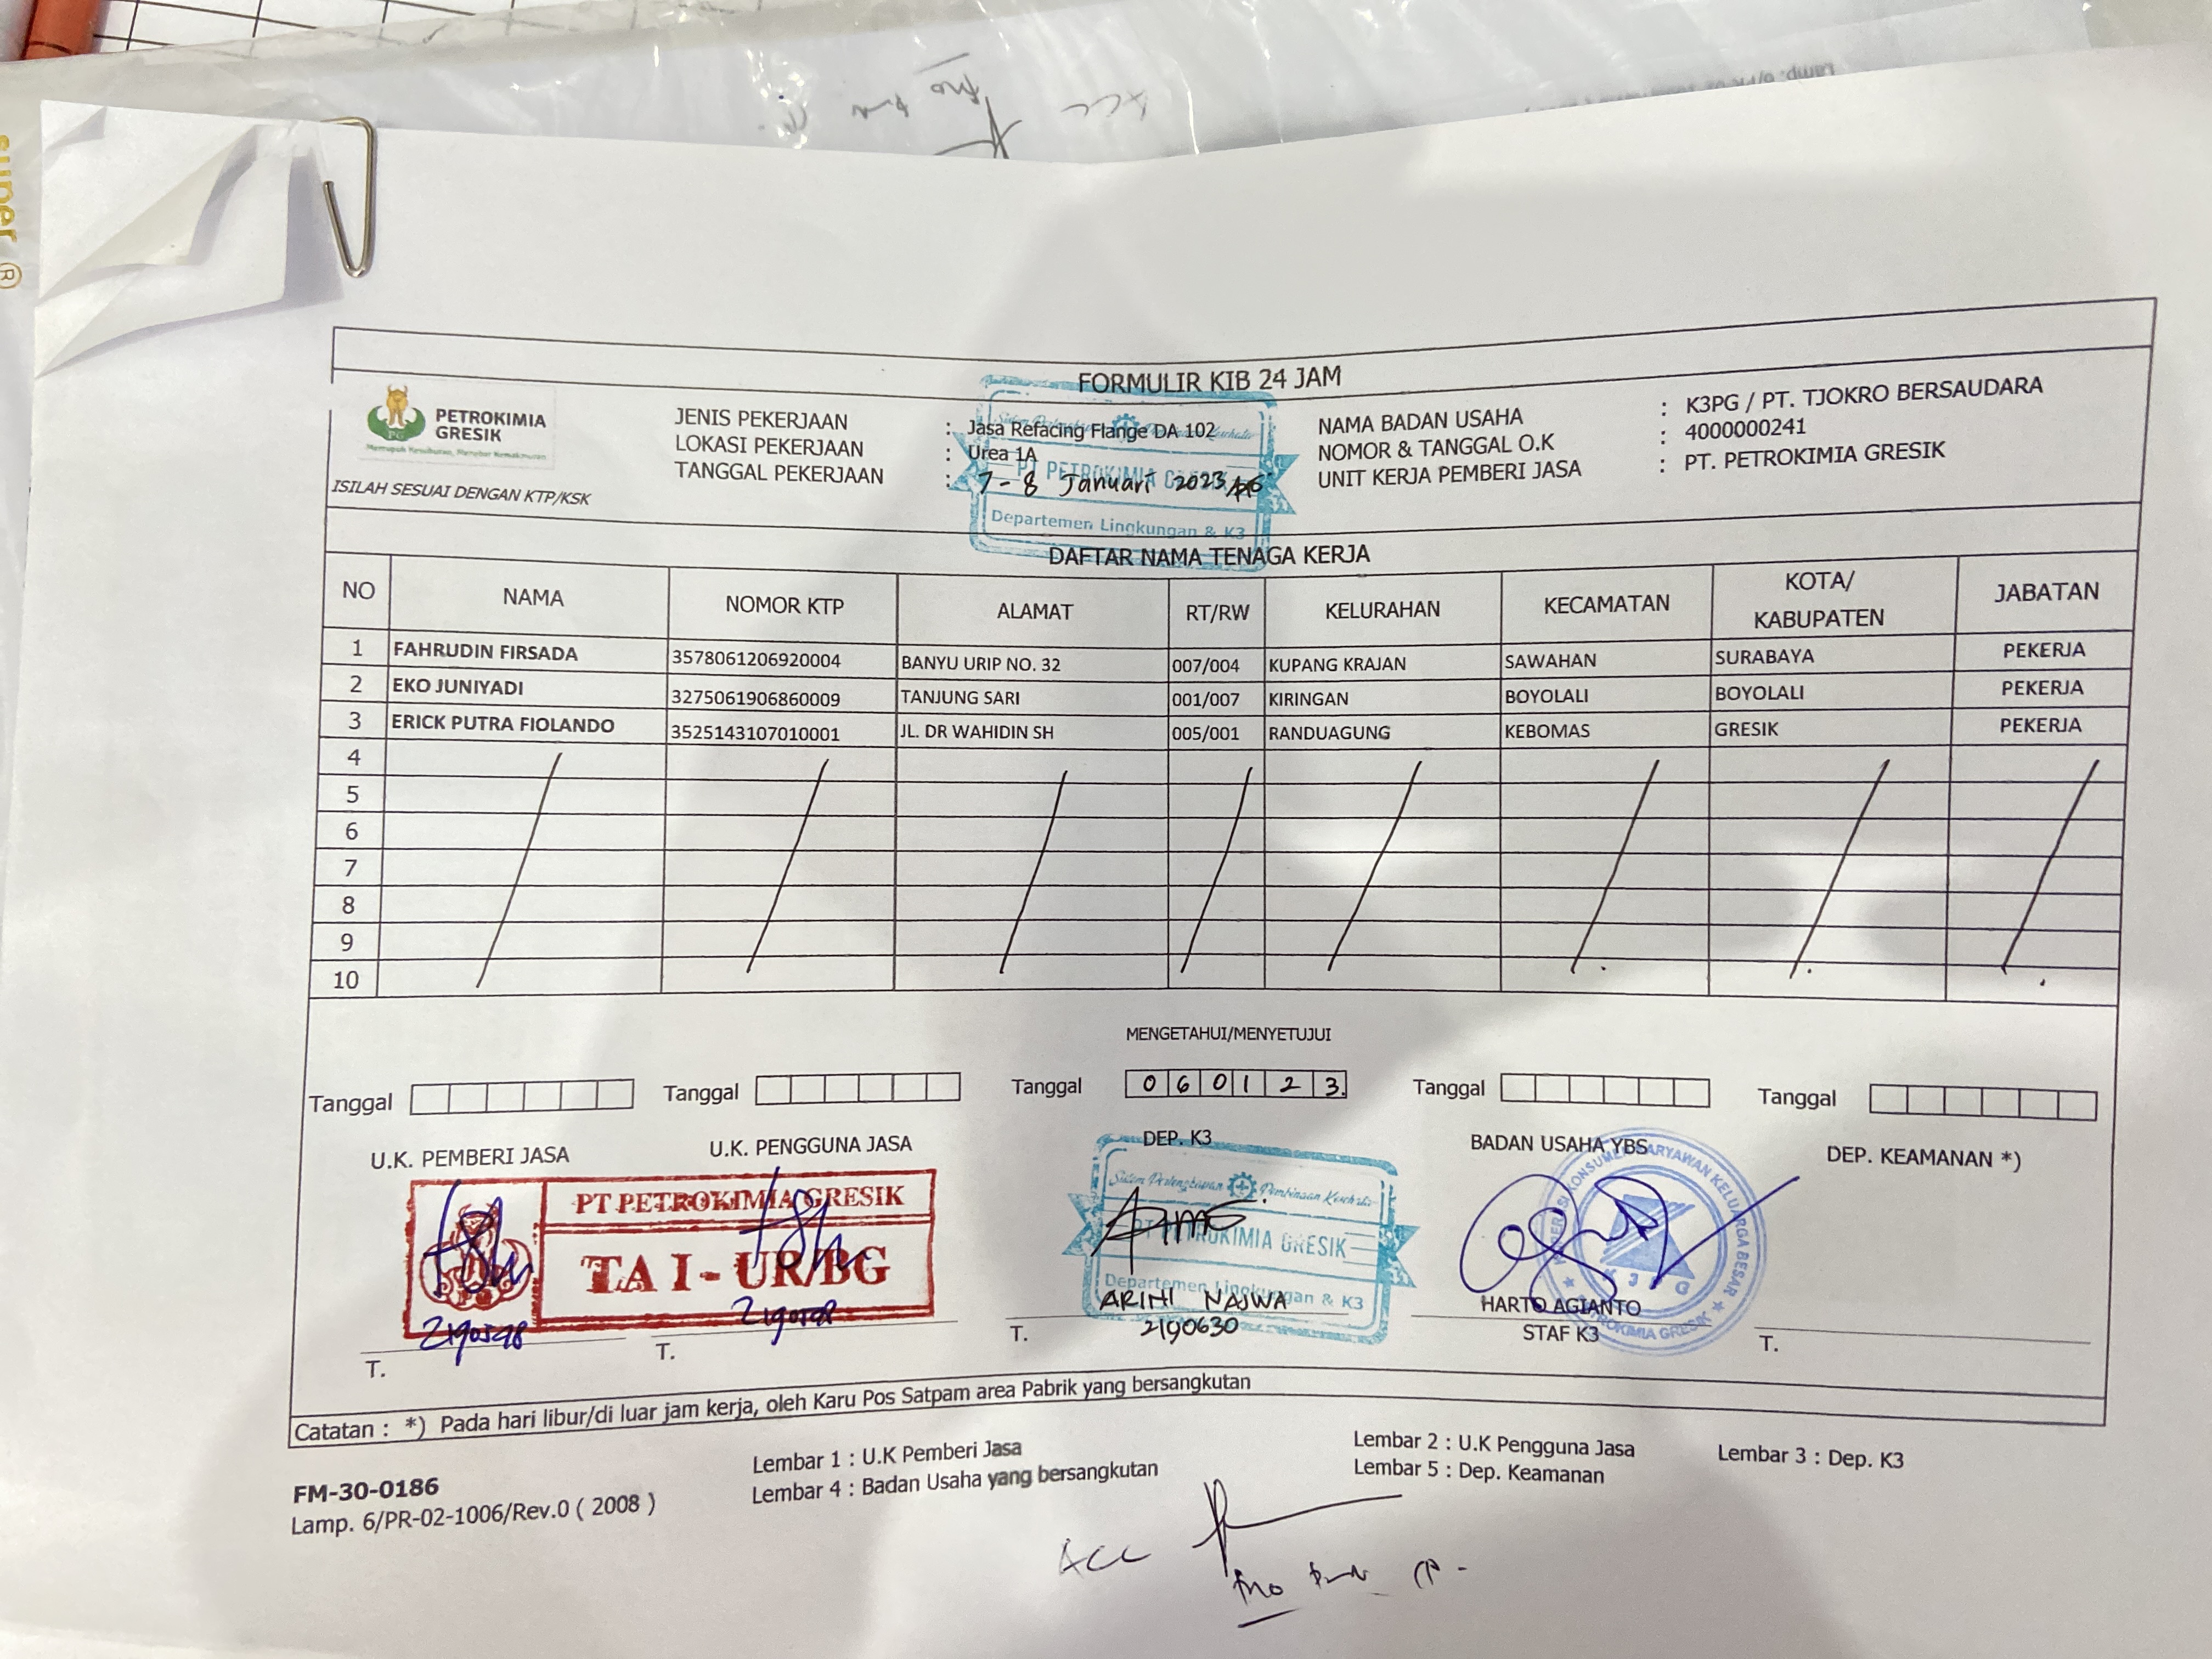 FORMULIR KIB 24 JAM
PETROKIMIA
GRESIK
JENIS PEKERJAAN : Jasa Refacing Flange DA 102
LOKASI PEKERJAAN : Urea 1A
TANGGAL PEKERJAAN : 7 - 8 Januari 2023
NAMA BADAN USAHA : K3PG / PT. TJOKRO BERSAUDARA
NOMOR & TANGGAL O.K : 4000000241
UNIT KERJA PEMBERI JASA : PT. PETROKIMIA GRESIK
ISILAH SESUAI DENGAN KTP/KSK
PT PETROKIMIA GRESIK
Departemen Lingkungan & K3
DAFTAR NAMA TENAGA KERJA
NO NAMA NOMOR KTP ALAMAT RT/RW KELURAHAN KECAMATAN KOTA/ KABUPATEN JABATAN
1 FAHRUDIN FIRSADA 3578061206920004 BANYU URIP NO. 32 007/004 KUPANG KRAJAN SAWAHAN SURABAYA PEKERJA
2 EKO JUNIYADI 3275061906860009 TANJUNG SARI 001/007 KIRINGAN BOYOLALI BOYOLALI PEKERJA
3 ERICK PUTRA FIOLANDO 3525143107010001 JL. DR WAHIDIN SH 005/001 RANDUAGUNG KEBOMAS GRESIK PEKERJA
4
5
6
7
8
9
10
MENGETAHUI/MENYETUJUI
Tanggal Tanggal Tanggal 0 6 0 1 2 3 Tanggal Tanggal
U.K. PEMBERI JASA U.K. PENGGUNA JASA DEP. K3 BADAN USAHA YBS DEP. KEAMANAN *)
PT PETROKIMIA GRESIK
TA I - UR/BG
PETROKIMIA GRESIK
Departemen Lingkungan & K3
ARIHI NAJWA
2190630
HARTO AGIANTO
STAF K3
T. T. T. T.
Catatan : *) Pada hari libur/di luar jam kerja, oleh Karu Pos Satpam area Pabrik yang bersangkutan
FM-30-0186
Lamp. 6/PR-02-1006/Rev.0 ( 2008 )
Lembar 1 : U.K Pemberi Jasa
Lembar 4 : Badan Usaha yang bersangkutan
Lembar 2 : U.K Pengguna Jasa
Lembar 5 : Dep. Keamanan
Lembar 3 : Dep. K3
Acc